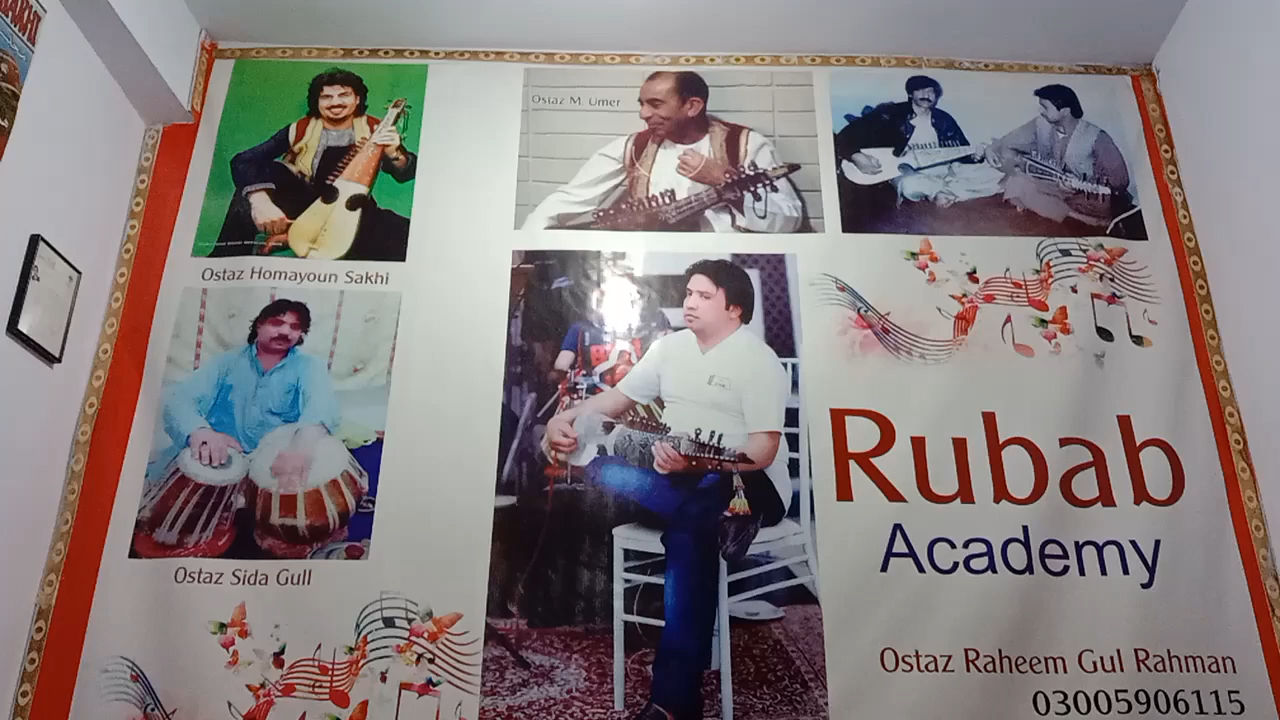 Ostaz M. Umer
Ostaz Homayoun Sakhi
Ostaz Sida Gull
Rubab
Academy
Ostaz Raheem Gul Rahman
03005906115